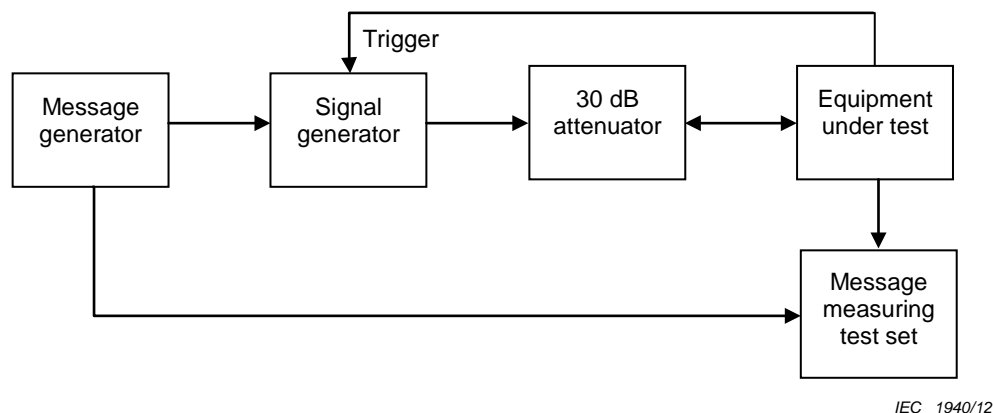 Trigger
Message
generator
Signal
generator
30 dB
attenuator
Equipment
under test
Message
measuring
test set
IEC 1940/12